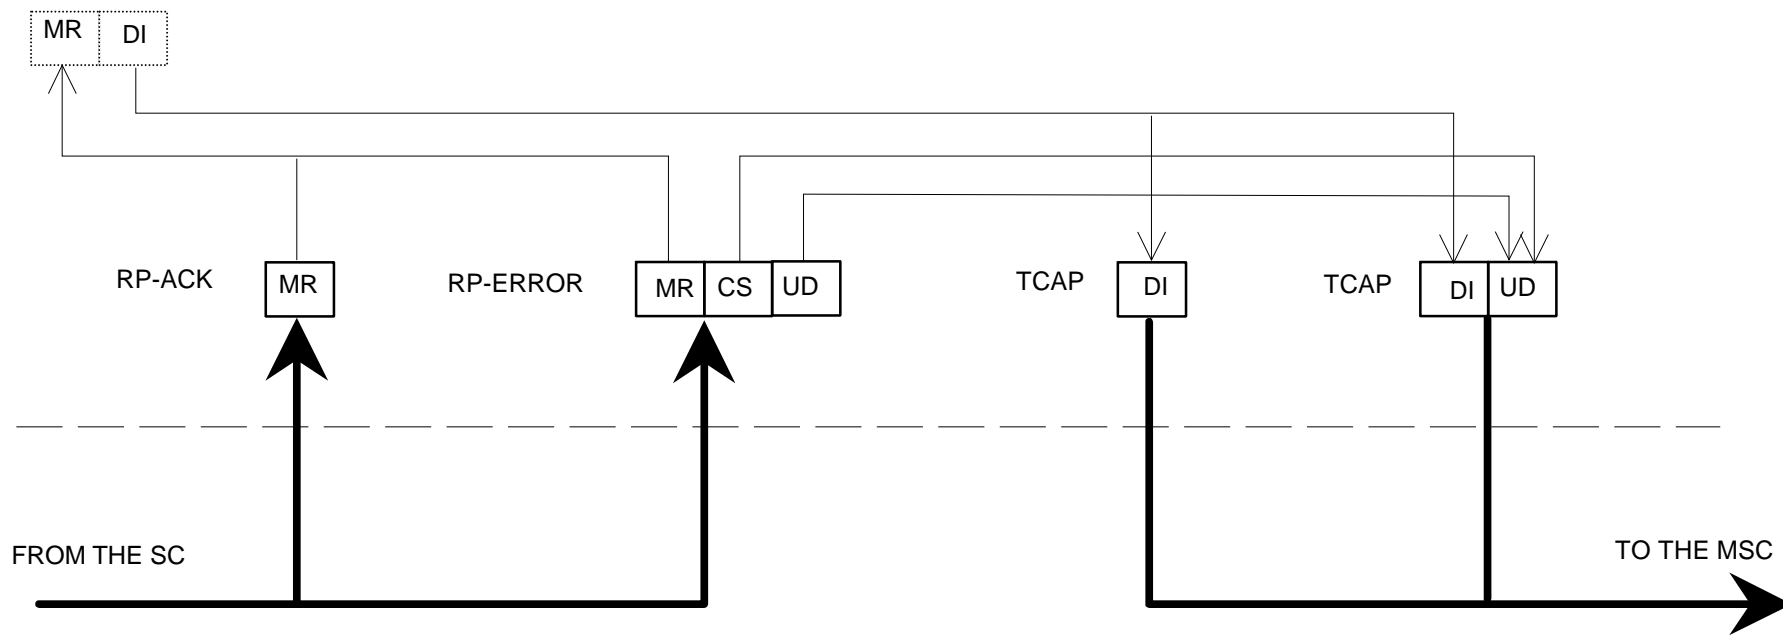 MR DI
RP-ACK MR RP-ERROR MR CS UD TCAP DI TCAP DI UD
FROM THE SC TO THE MSC